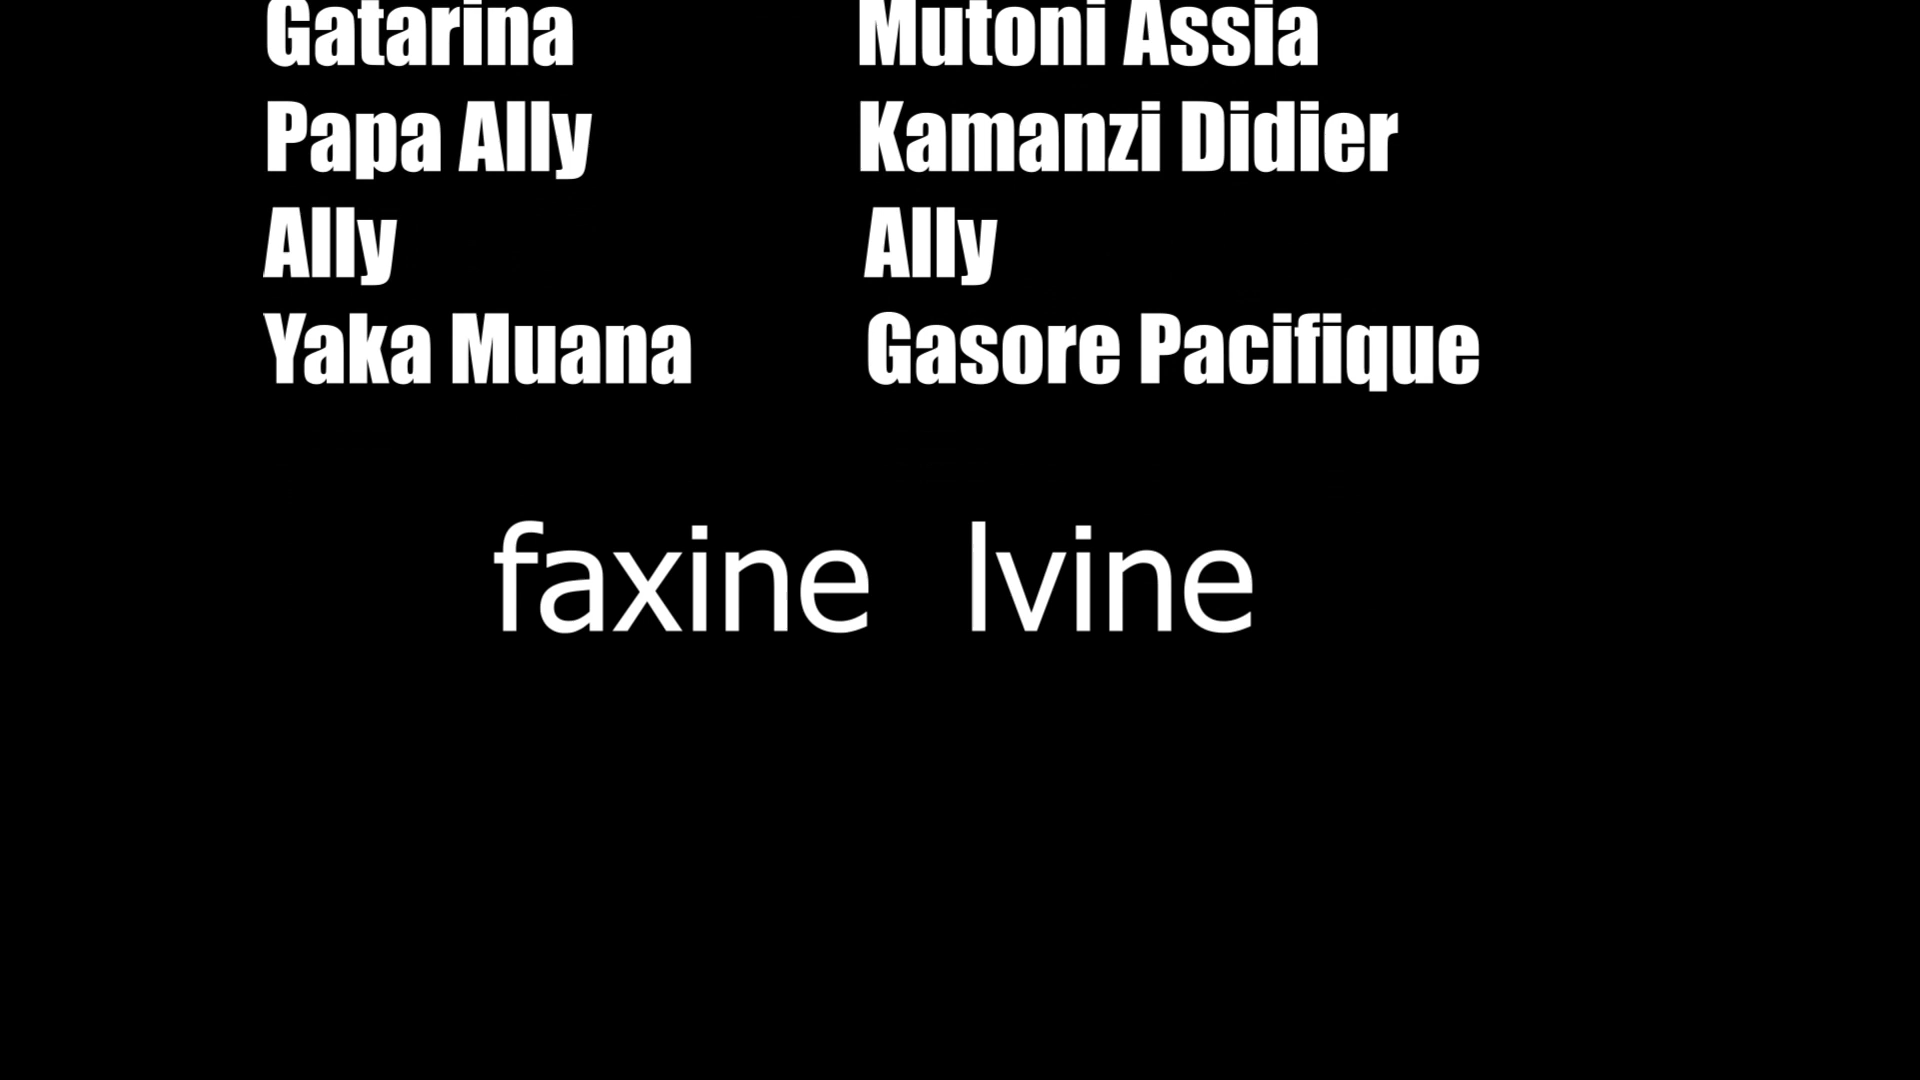 Gatarina Mutoni Assia
Papa Ally Kamanzi Didier
Ally Ally
Yaka Muana Gasore Pacifique
faxine lvine